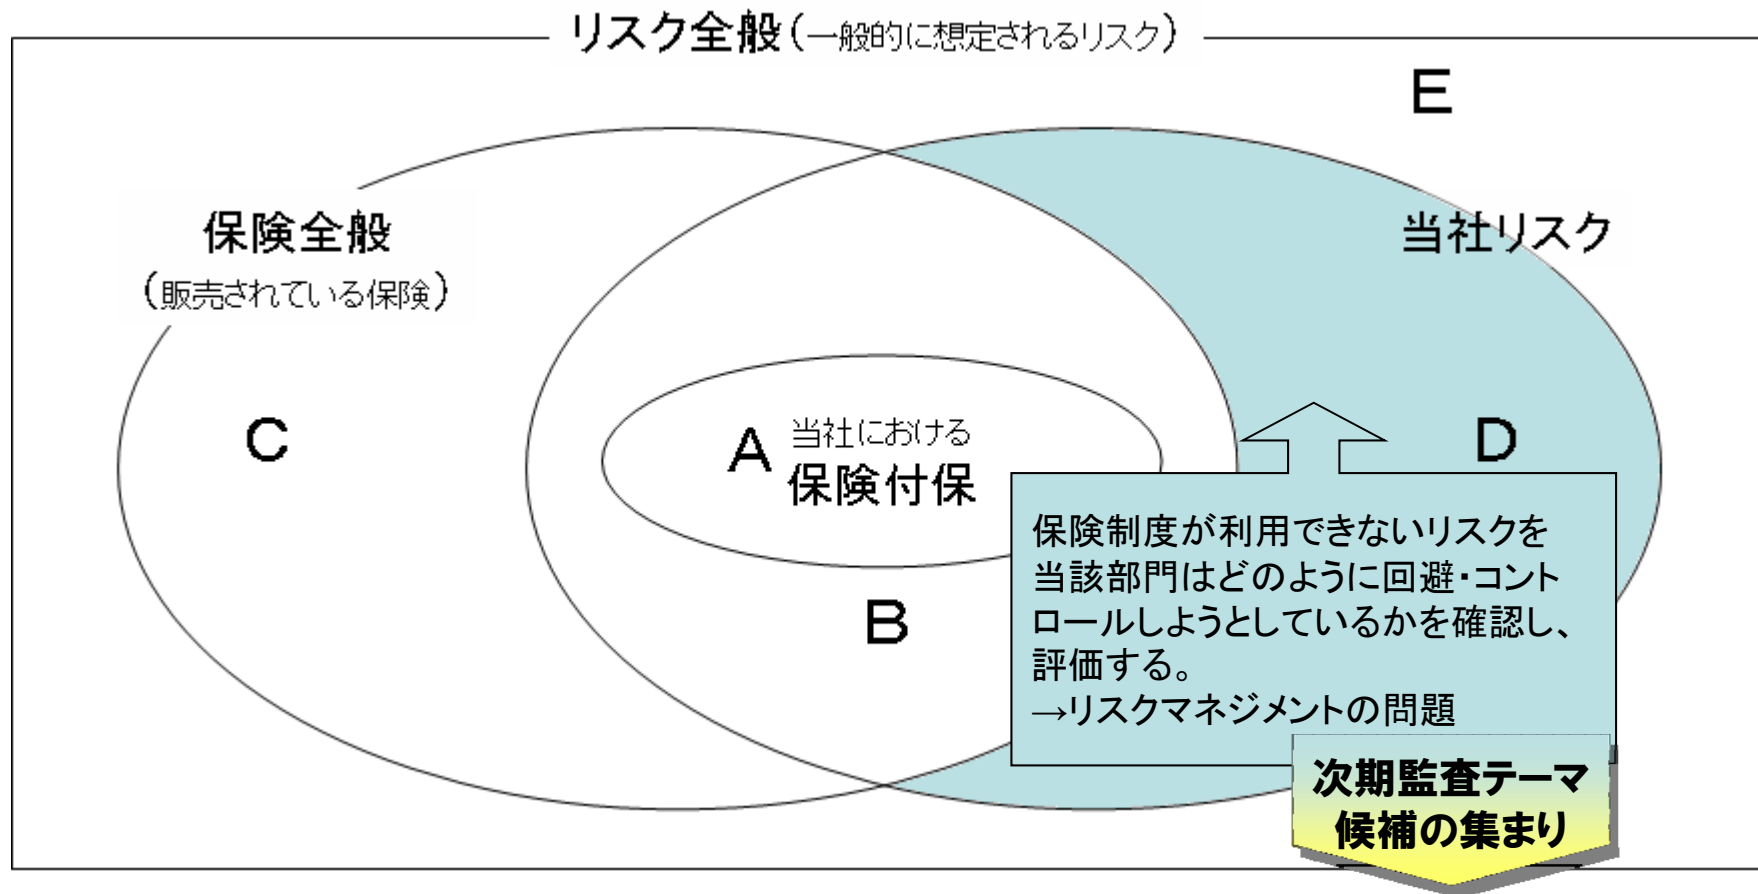 リスク全般（一般的に想定されるリスク）
E
保険全般
（販売されている保険）
当社リスク
C
A 当社における
保険付保
D
B
保険制度が利用できないリスクを
当該部門はどのように回避・コント
ロールしようとしているかを確認し、
評価する。
→リスクマネジメントの問題
次期監査テーマ
候補の集まり